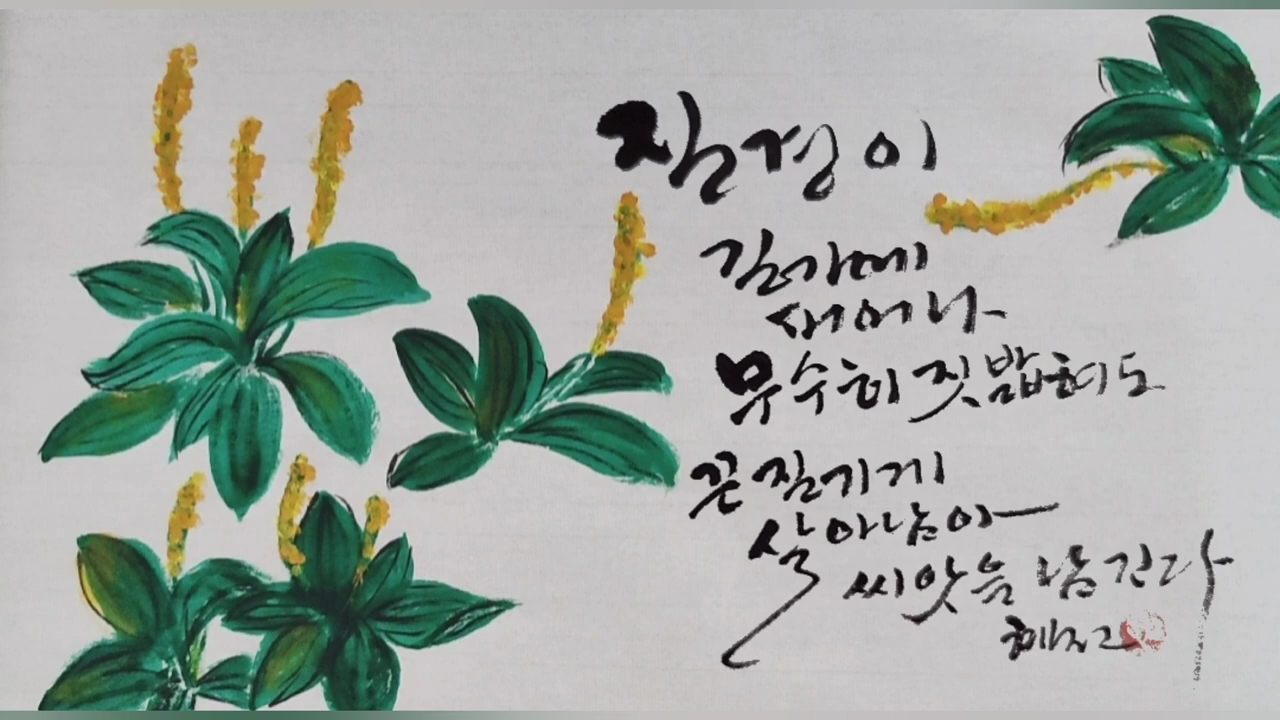 질경이
길가에
새어나
무수히 짓밟혀도
끈질기게
살아남아
씨앗을 남긴다